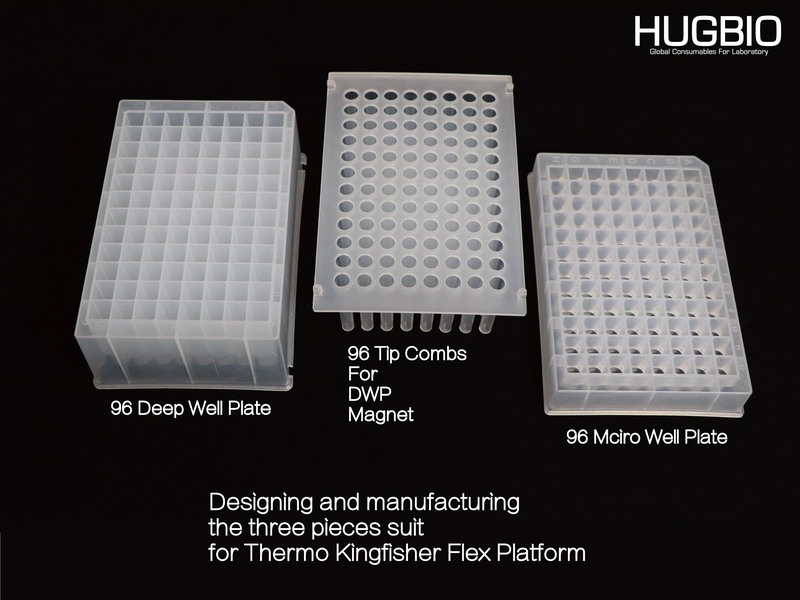 HUGBIO
Global Consumables For Laboratory
96 Deep Well Plate
96 Tip Combs
For
DWP
Magnet
96 Mciro Well Plate
Designing and manufacturing
the three pieces suit
for Thermo Kingfisher Flex Platform